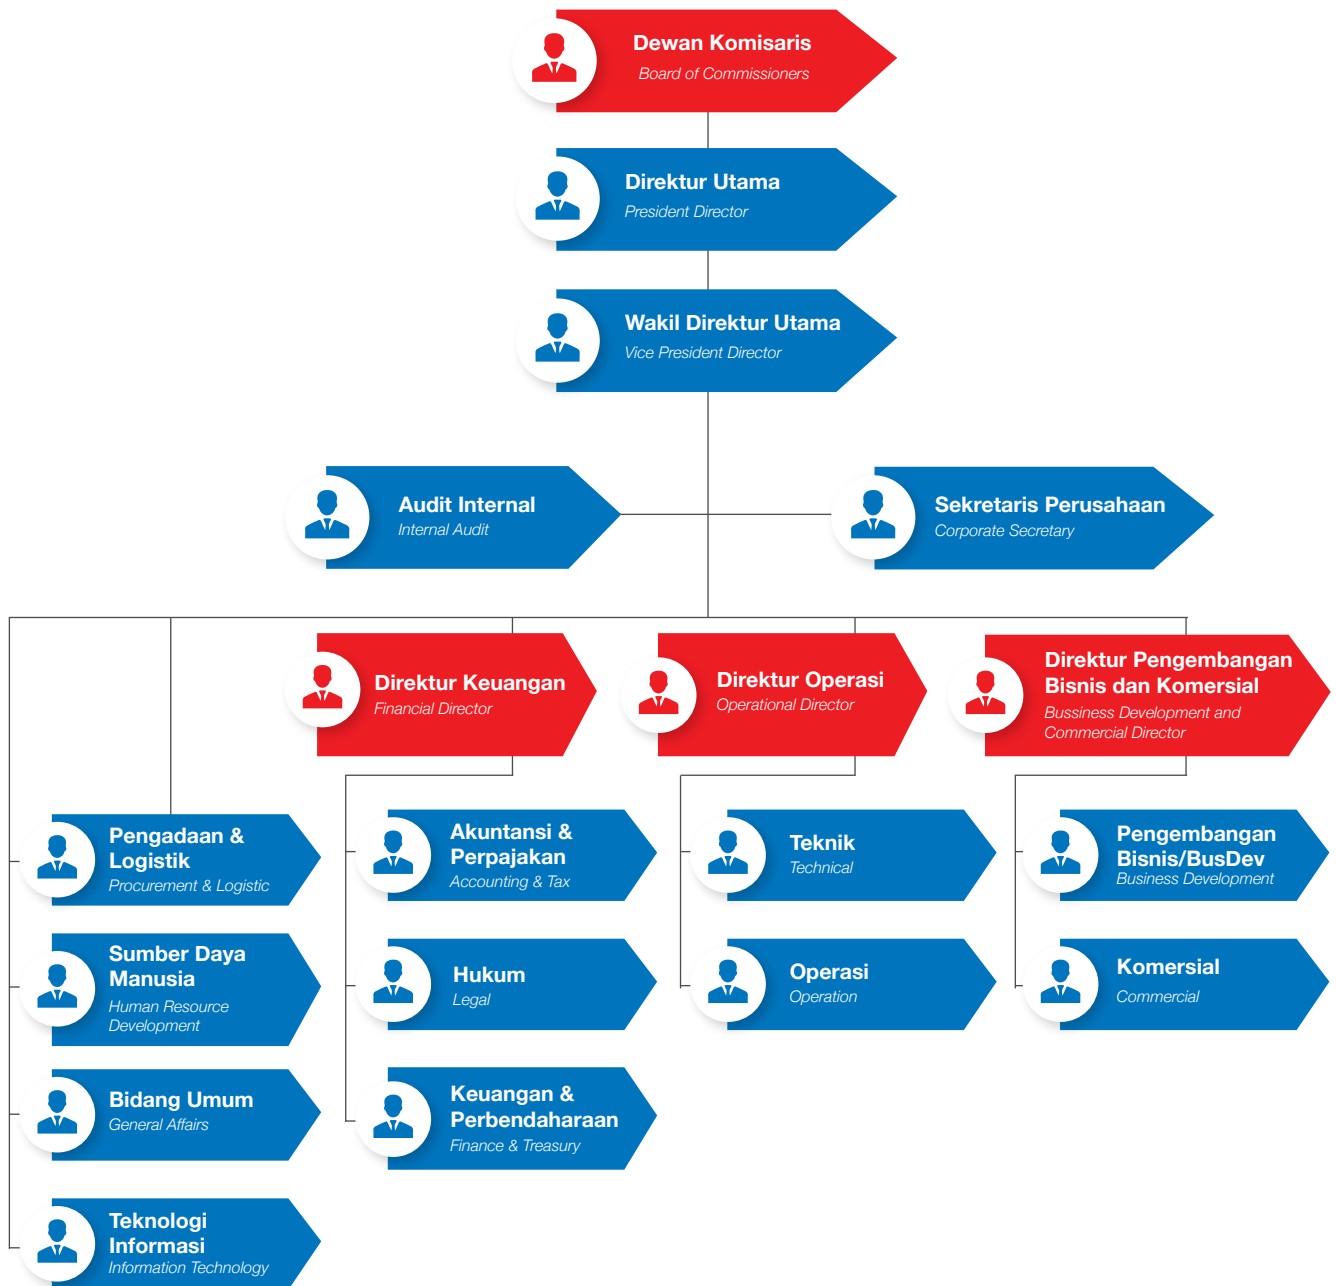 Dewan Komisaris
Board of Commissioners
Direktur Utama
President Director
Wakil Direktur Utama
Vice President Director
Audit Internal
Internal Audit
Sekretaris Perusahaan
Corporate Secretary
Direktur Keuangan
Financial Director
Direktur Operasi
Operational Director
Direktur Pengembangan
Bisnis dan Komersial
Bussiness Development and
Commercial Director
Pengadaan &
Logistik
Procurement & Logistic
Sumber Daya
Manusia
Human Resource
Development
Bidang Umum
General Affairs
Teknologi
Informasi
Information Technology
Akuntansi &
Perpajakan
Accounting & Tax
Hukum
Legal
Keuangan &
Perbendaharaan
Finance & Treasury
Teknik
Technical
Operasi
Operation
Pengembangan
Bisnis/BusDev
Business Development
Komersial
Commercial